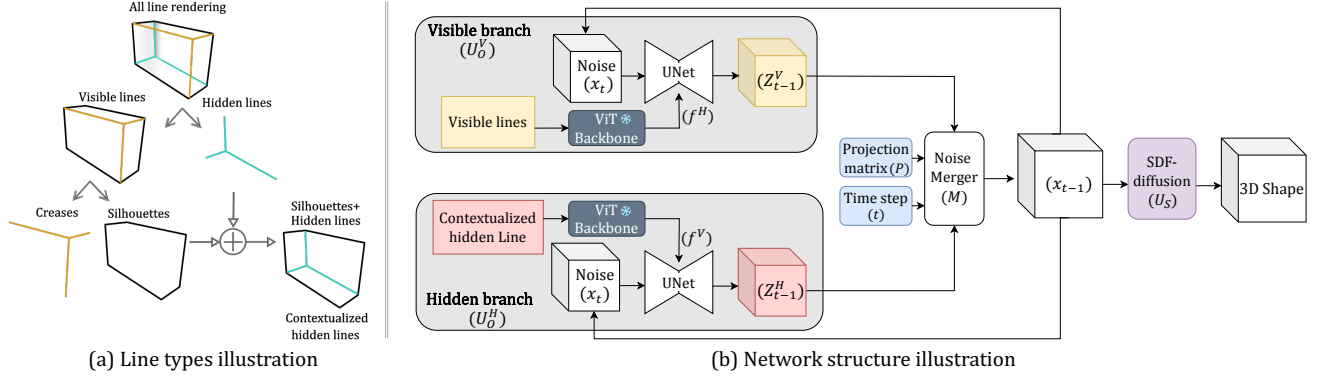 All line rendering
Visible lines
Hidden lines
Creases
Silhouettes
Silhouettes+
Hidden lines
Contextualized
hidden lines
(a) Line types illustration
Visible branch
(U_O^V)
Noise
(x_t)
UNet
(Z_{t-1}^V)
Visible lines
ViT
Backbone
(f^H)
Projection
matrix (P)
Time step
(t)
Noise
Merger
(M)
(x_{t-1})
SDF-
diffusion
(U_S)
3D Shape
Contextualized
hidden Line
ViT
Backbone
(f^V)
Noise
(x_t)
UNet
(Z_{t-1}^H)
Hidden branch
(U_O^H)
(b) Network structure illustration